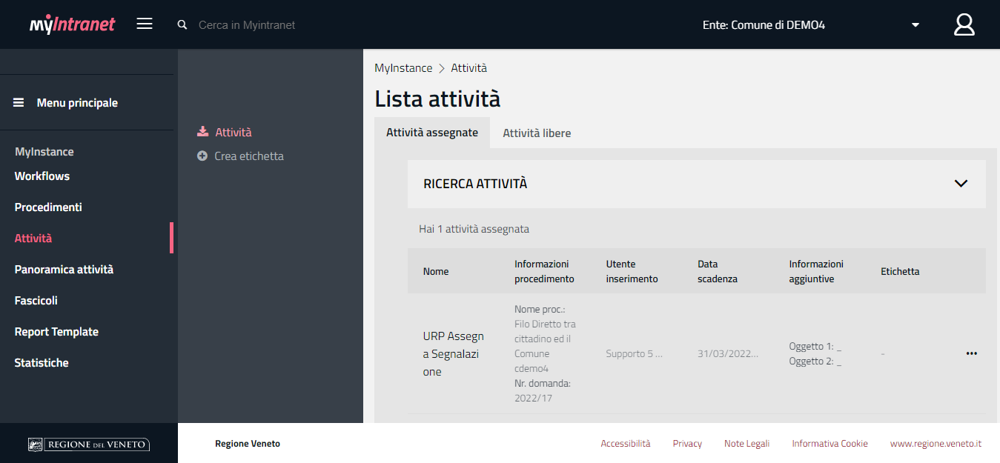 myIntranet
Cerca in Myintranet
Ente: Comune di DEMO4
Menu principale
MyInstance
Workflows
Procedimenti
Attività
Panoramica attività
Fascicoli
Report Template
Statistiche
Attività
Crea etichetta
MyInstance > Attività
Lista attività
Attività assegnate
Attività libere
RICERCA ATTIVITÀ
Hai 1 attività assegnata
Nome
Informazioni
procedimento
Utente
inserimento
Data
scadenza
Informazioni
aggiuntive
Etichetta
URP Assegn
a Segnalazi
one
Nome proc.:
Filo Diretto tra
cittadino ed il
Comune
cdemo4
Nr. domanda:
2022/17
Supporto 5 ...
31/03/2022...
Oggetto 1: _
Oggetto 2: _
-
REGIONE DEL VENETO
Regione Veneto
Accessibilità
Privacy
Note Legali
Informativa Cookie
www.regione.veneto.it